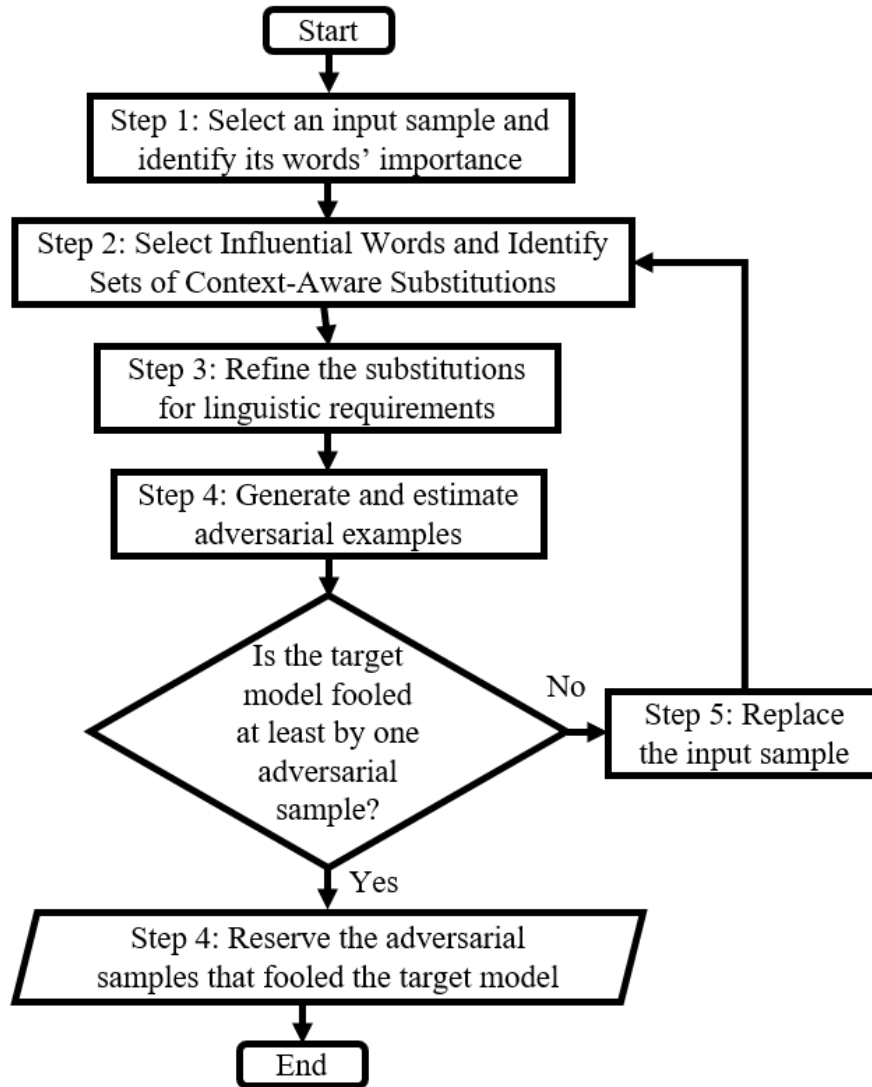 Start
Step 1: Select an input sample and
identify its words’ importance
Step 2: Select Influential Words and Identify
Sets of Context-Aware Substitutions
Step 3: Refine the substitutions
for linguistic requirements
Step 4: Generate and estimate
adversarial examples
Is the target
model fooled
at least by one
adversarial
sample?
No
Step 5: Replace
the input sample
Yes
Step 4: Reserve the adversarial
samples that fooled the target model
End